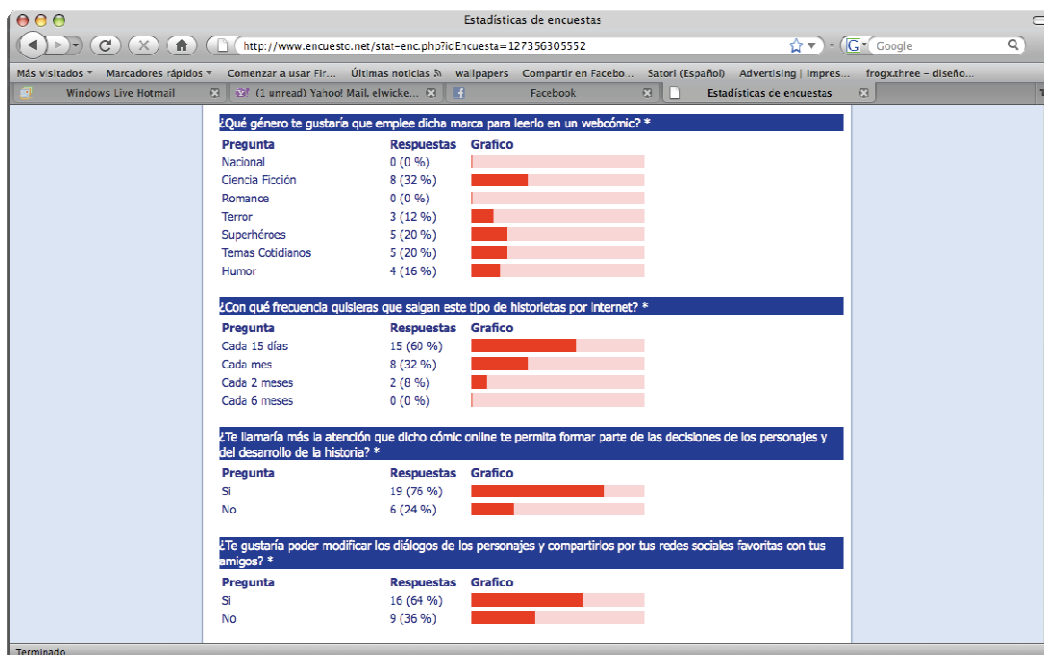 Estadísticas de encuestas
http://www.encuesto.net/stat-enc.php?icEncuesta=127356305552
Google
Más visitados Marcadores rápidos Comenzar a usar Fir... Últimas noticias wallpapers Compartir en Facebo... Satori (Español) Advertising | Impres... frogx.three – diseño...
Windows Live Hotmail (1 unread) Yahoo! Mail, elwicke... Facebook Estadísticas de encuestas
¿Qué género te gustaría que emplee dicha marca para leerlo en un webcómic? *
Pregunta Respuestas Grafico
Nacional 0 (0 %)
Ciencia Ficción 8 (32 %)
Romance 0 (0 %)
Terror 3 (12 %)
Superhéroes 5 (20 %)
Temas Cotidianos 5 (20 %)
Humor 4 (16 %)
¿Con qué frecuencia quisieras que salgan este tipo de historietas por Internet? *
Pregunta Respuestas Grafico
Cada 15 días 15 (60 %)
Cada mes 8 (32 %)
Cada 2 meses 2 (8 %)
Cada 6 meses 0 (0 %)
¿Te llamaría más la atención que dicho cómic online te permita formar parte de las decisiones de los personajes y
del desarrollo de la historia? *
Pregunta Respuestas Grafico
Si 19 (76 %)
No 6 (24 %)
¿Te gustaría poder modificar los diálogos de los personajes y compartirlos por tus redes sociales favoritas con tus
amigos? *
Pregunta Respuestas Grafico
Si 16 (64 %)
No 9 (36 %)
Terminado